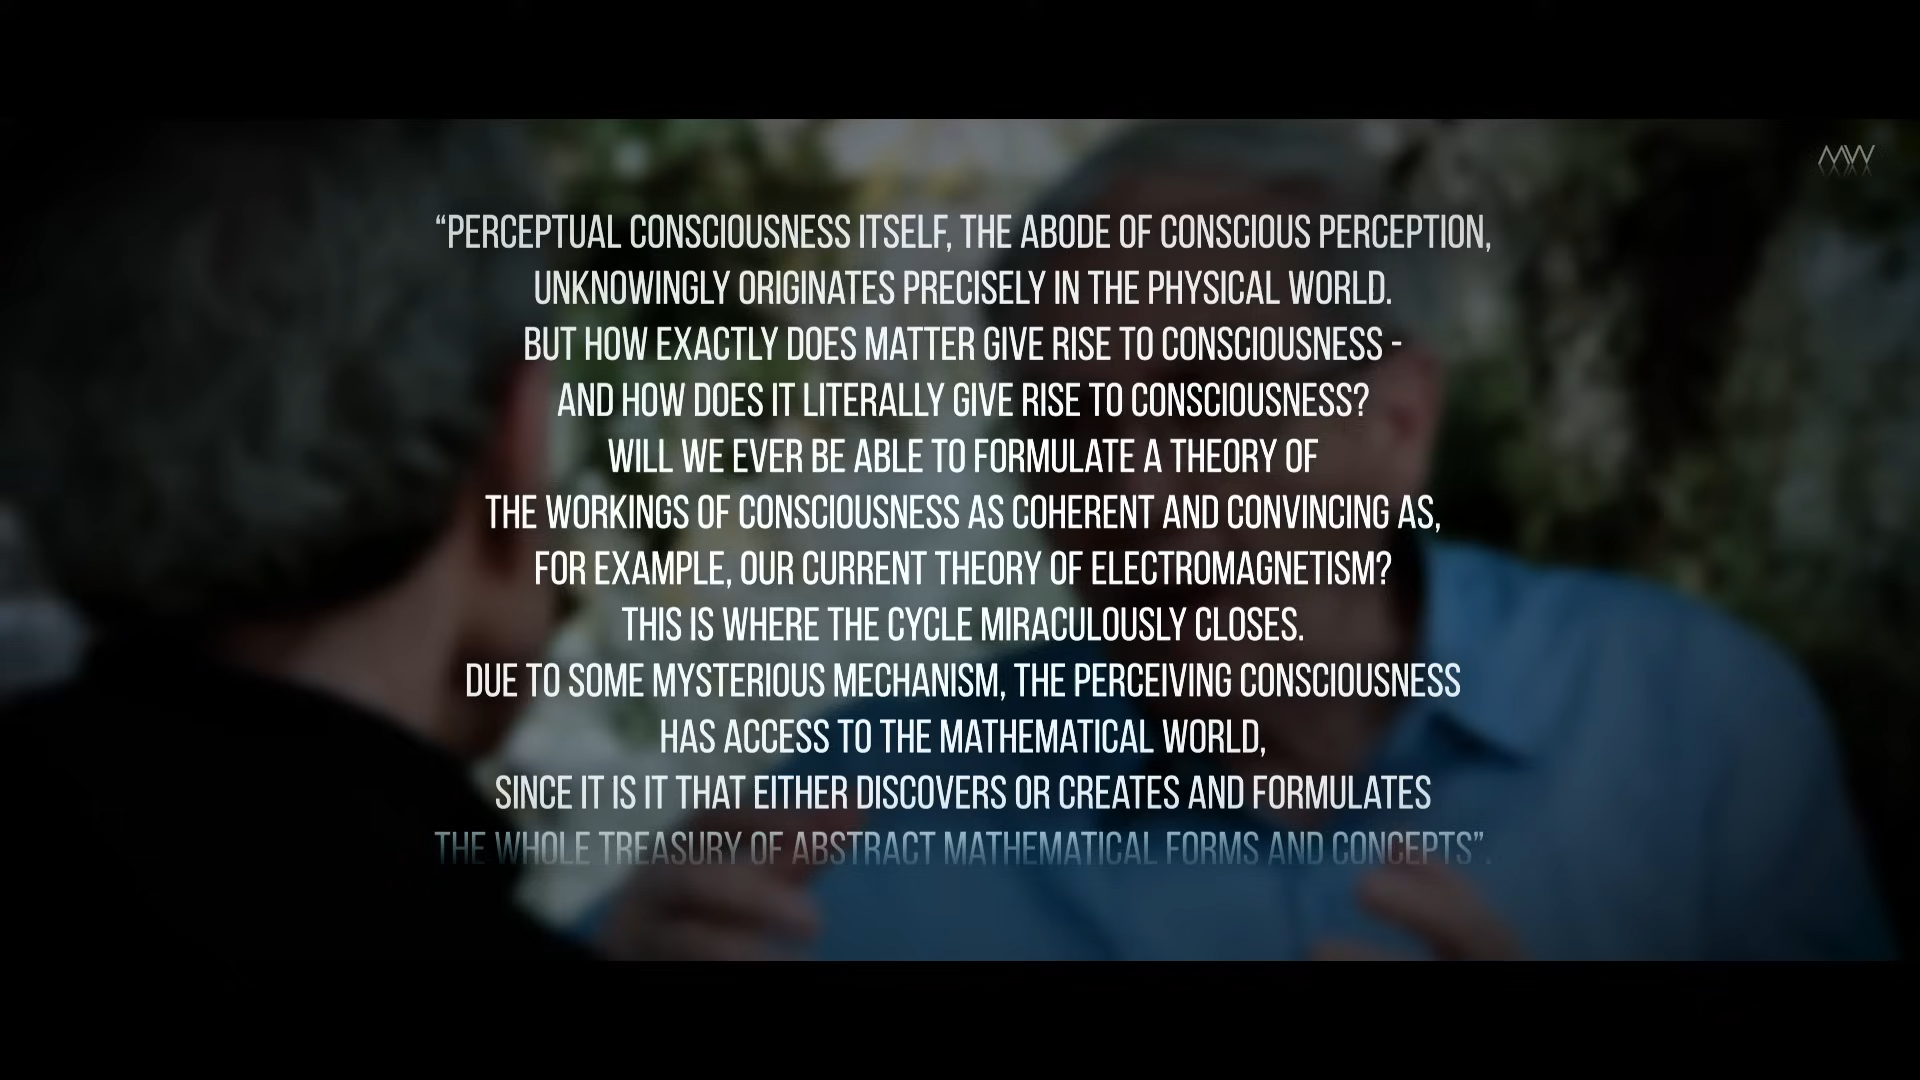 MW
“PERCEPTUAL CONSCIOUSNESS ITSELF, THE ABODE OF CONSCIOUS PERCEPTION,
UNKNOWINGLY ORIGINATES PRECISELY IN THE PHYSICAL WORLD.
BUT HOW EXACTLY DOES MATTER GIVE RISE TO CONSCIOUSNESS -
AND HOW DOES IT LITERALLY GIVE RISE TO CONSCIOUSNESS?
WILL WE EVER BE ABLE TO FORMULATE A THEORY OF
THE WORKINGS OF CONSCIOUSNESS AS COHERENT AND CONVINCING AS,
FOR EXAMPLE, OUR CURRENT THEORY OF ELECTROMAGNETISM?
THIS IS WHERE THE CYCLE MIRACULOUSLY CLOSES.
DUE TO SOME MYSTERIOUS MECHANISM, THE PERCEIVING CONSCIOUSNESS
HAS ACCESS TO THE MATHEMATICAL WORLD,
SINCE IT IS IT THAT EITHER DISCOVERS OR CREATES AND FORMULATES
THE WHOLE TREASURY OF ABSTRACT MATHEMATICAL FORMS AND CONCEPTS”.